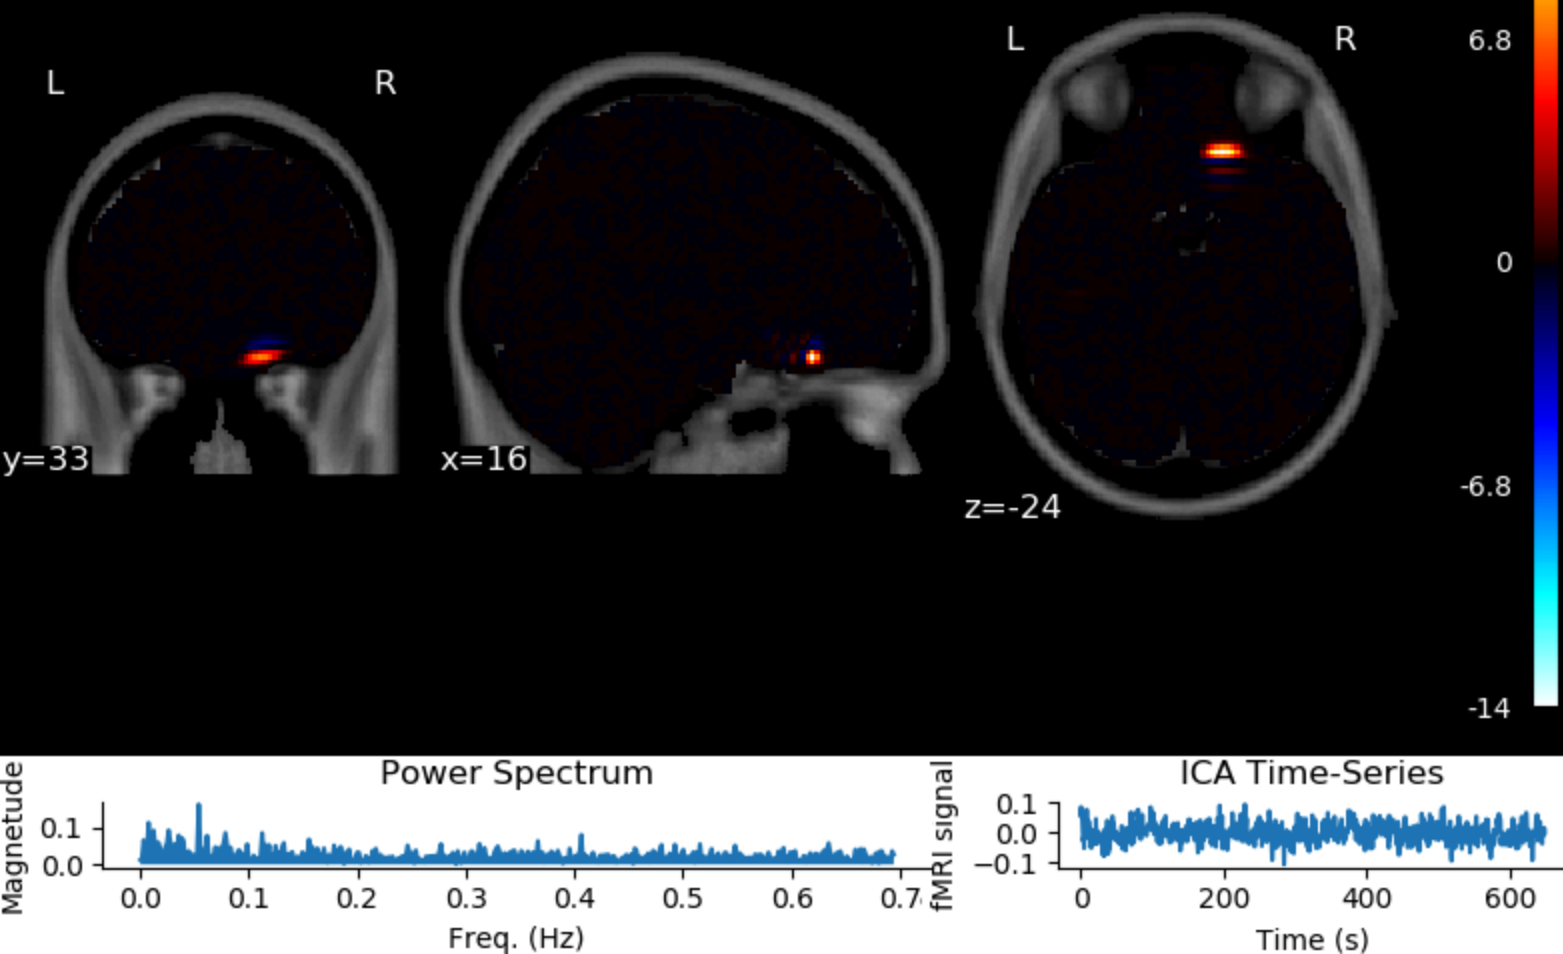 L R
L R
6.8
0
-6.8
-14
y=33
x=16
z=-24
Power Spectrum
Magnetude
0.1
0.0
0.0 0.1 0.2 0.3 0.4 0.5 0.6 0.7
Freq. (Hz)
ICA Time-Series
fMRI signal
0.1
0.0
−0.1
0 200 400 600
Time (s)